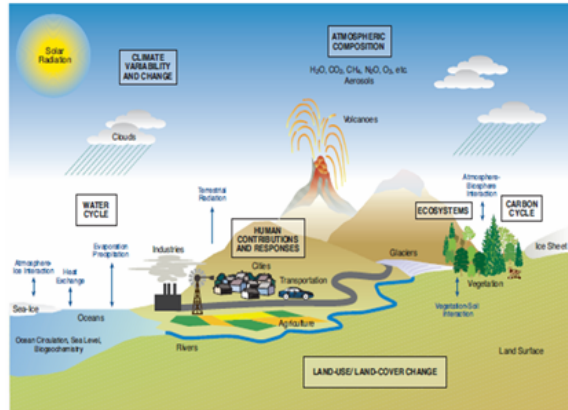 Solar
Radiation
CLIMATE
VARIABILITY
AND CHANGE
ATMOSPHERIC
COMPOSITION
H₂O, CO₂, CH₄, N₂O, O₃, etc.
Aerosols
Volcanoes
Clouds
Atmosphere-
Biosphere
Interaction
Terrestrial
Radiation
WATER
CYCLE
HUMAN
CONTRIBUTIONS
AND RESPONSES
ECOSYSTEMS
CARBON
CYCLE
Evaporation
Precipitation
Industries
Cities
Glaciers
Ice Sheet
Atmosphere-
Ice Interaction
Heat
Exchange
Transportation
Vegetation
Sea-Ice
Oceans
Vegetation-Soil
Interaction
Agriculture
Ocean Circulation, Sea Level,
Biogeochemistry
Rivers
Land Surface
LAND-USE/ LAND-COVER CHANGE